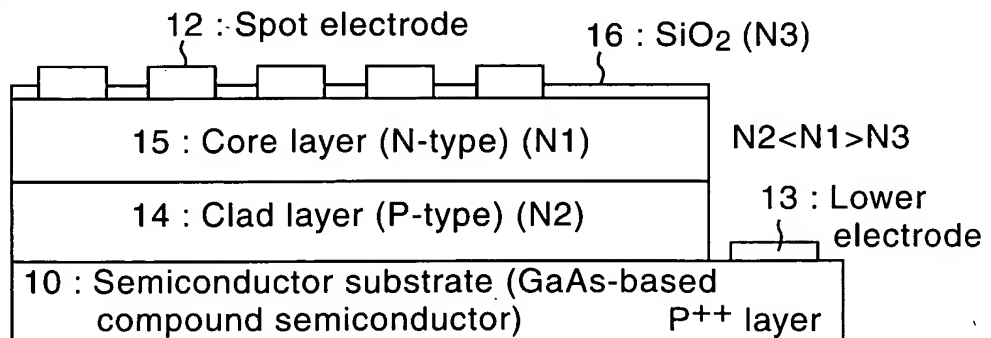 12 : Spot electrode
16 : SiO2 (N3)
15 : Core layer (N-type) (N1)
N2<N1>N3
14 : Clad layer (P-type) (N2)
13 : Lower
electrode
10 : Semiconductor substrate (GaAs-based
compound semiconductor) P++ layer